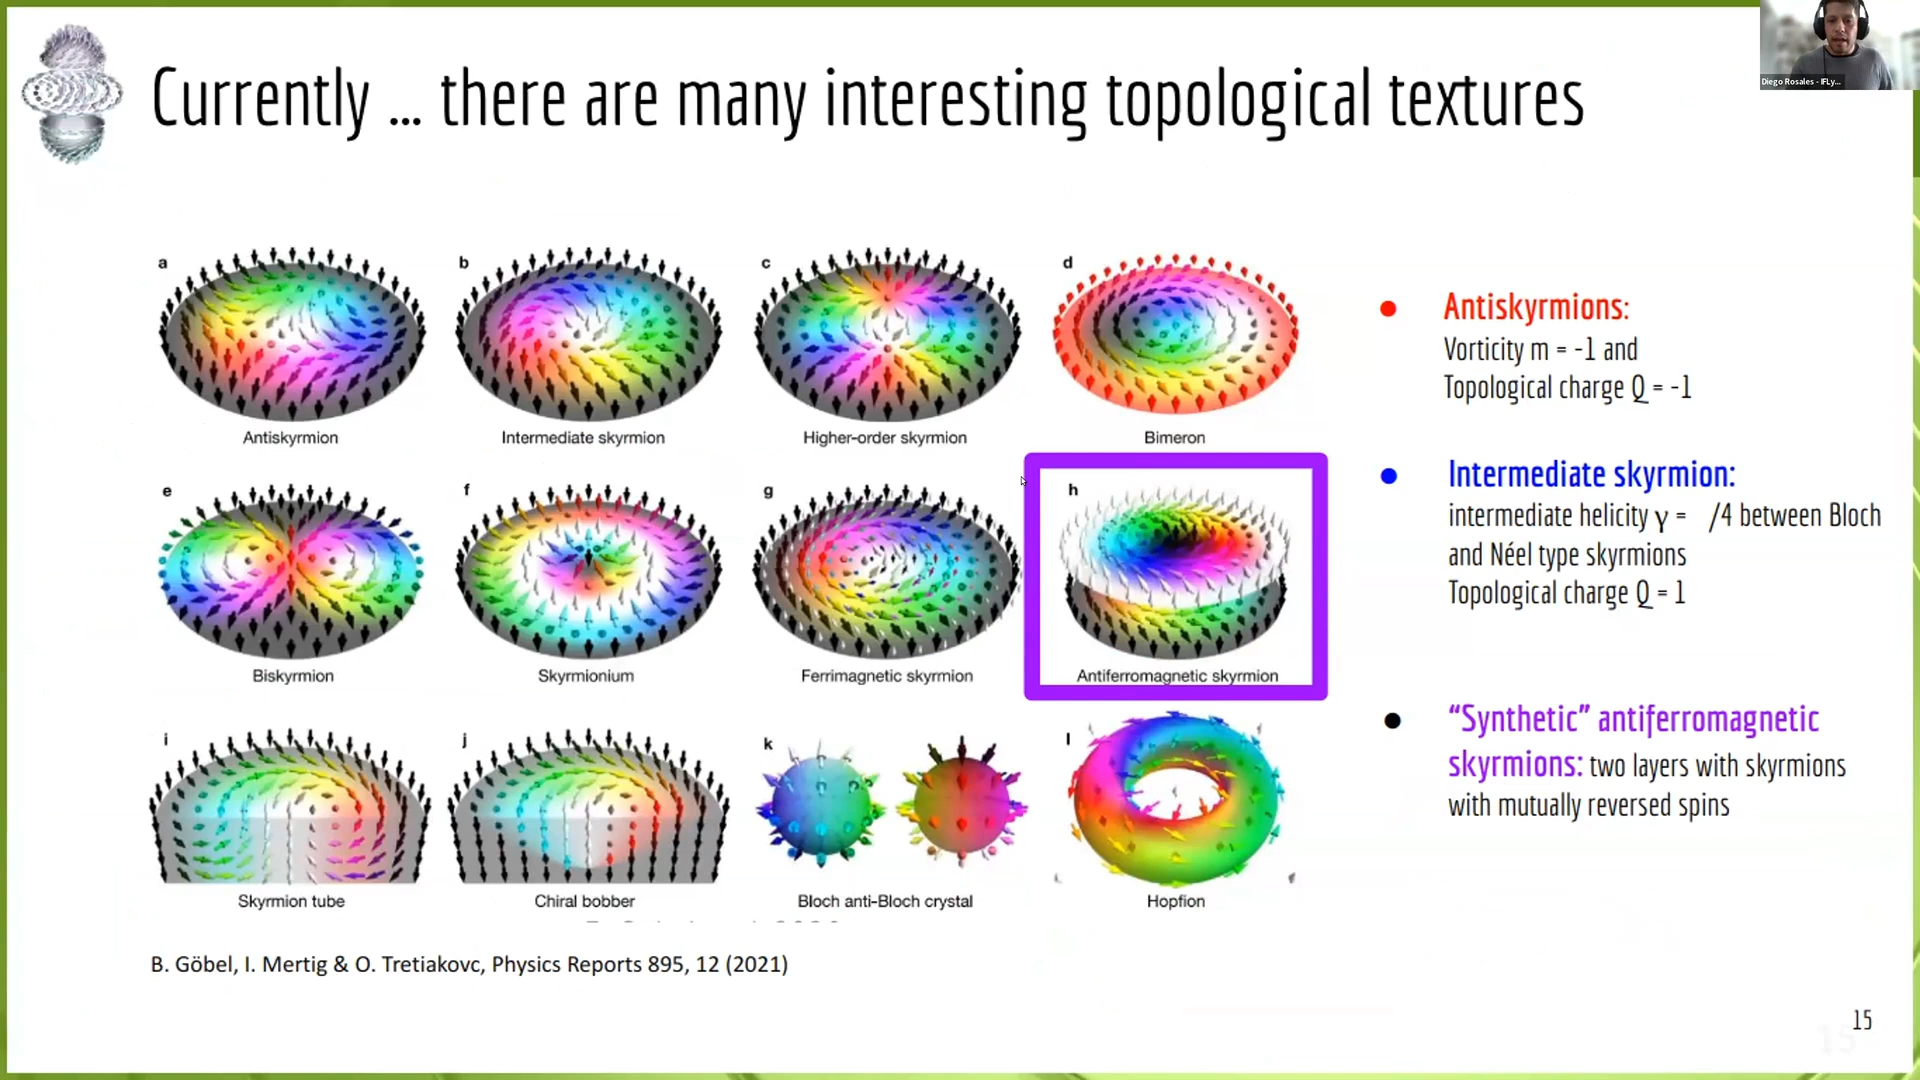 Diego Rosales - IFLy...
Currently ... there are many interesting topological textures
a
b
c
d
Antiskyrmion
Intermediate skyrmion
Higher-order skyrmion
Bimeron
e
f
g
h
Biskyrmion
Skyrmionium
Ferrimagnetic skyrmion
Antiferromagnetic skyrmion
i
j
k
l
Skyrmion tube
Chiral bobber
Bloch anti-Bloch crystal
Hopfion
B. Göbel, I. Mertig & O. Tretiakovc, Physics Reports 895, 12 (2021)
Antiskyrmions:
Vorticity m = -1 and
Topological charge Q = -1
Intermediate skyrmion:
intermediate helicity γ = /4 between Bloch
and Néel type skyrmions
Topological charge Q = 1
“Synthetic” antiferromagnetic
skyrmions: two layers with skyrmions
with mutually reversed spins
15
15